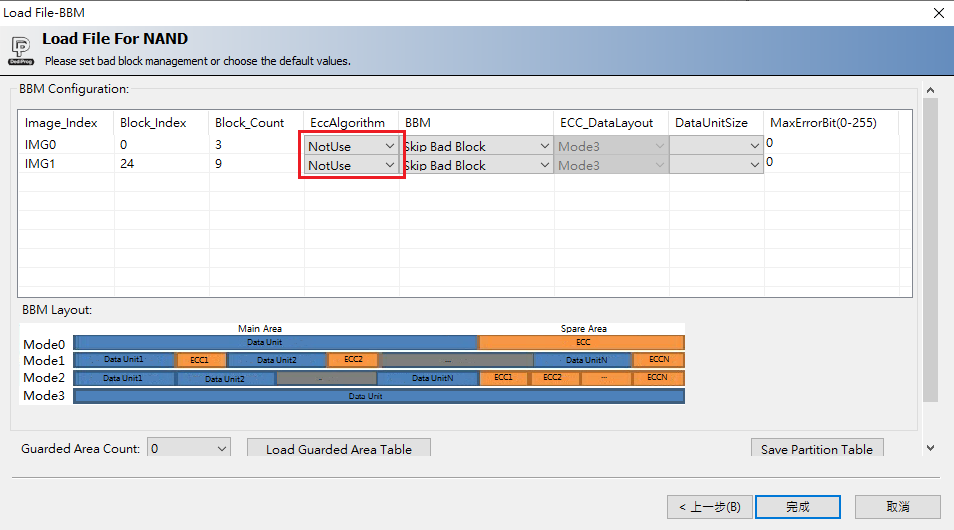 Load File-BBM
DediProg
Load File For NAND
Please set bad block management or choose the default values.
BBM Configuration:
Image_Index Block_Index Block_Count EccAlgorithm BBM ECC_DataLayout DataUnitSize MaxErrorBit(0-255)
IMG0 0 3 NotUse Skip Bad Block Mode3 0
IMG1 24 9 NotUse Skip Bad Block Mode3 0
BBM Layout:
Main Area Spare Area
Mode0 Data Unit ECC
Mode1 Data Unit1 ECC1 Data Unit2 ECC2 ... Data UnitN ECCN
Mode2 Data Unit1 Data Unit2 .. Data UnitN ECC1 ECC2 ... ECCN
Mode3 Data Unit
Guarded Area Count: 0 Load Guarded Area Table Save Partition Table
< 上一步(B) 完成 取消